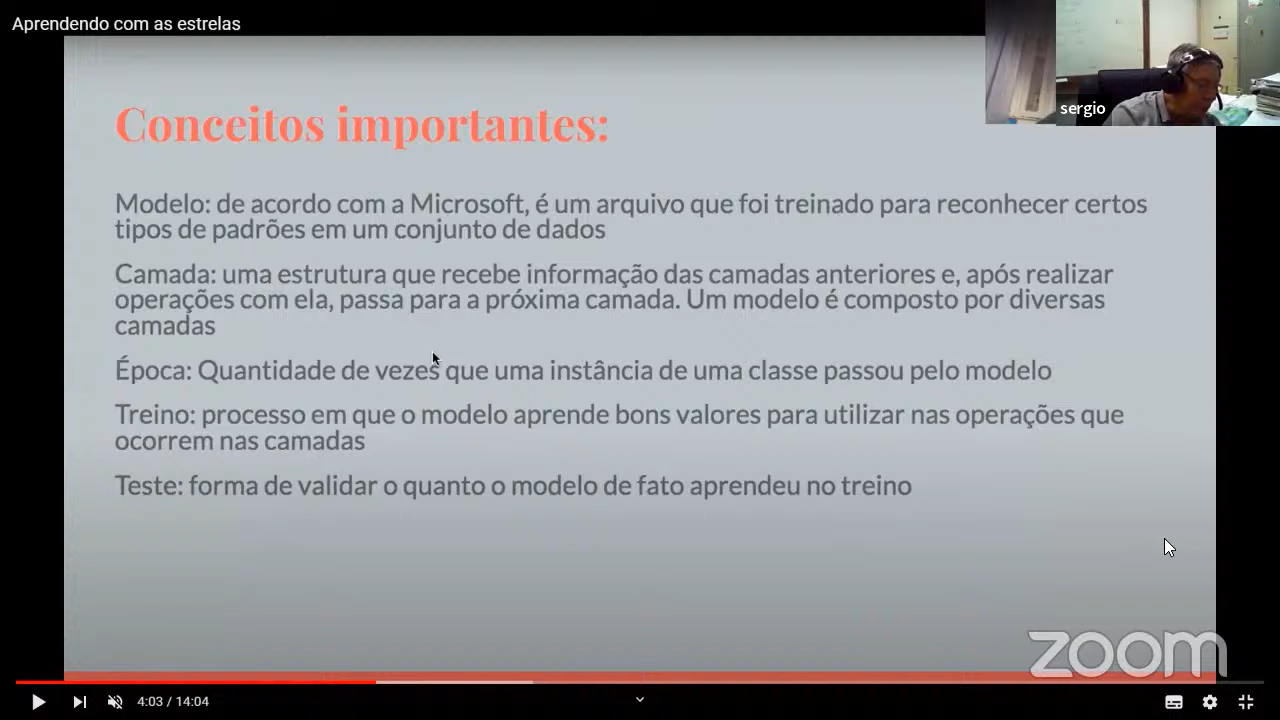 Aprendendo com as estrelas
sergio
Conceitos importantes:
Modelo: de acordo com a Microsoft, é um arquivo que foi treinado para reconhecer certos
tipos de padrões em um conjunto de dados
Camada: uma estrutura que recebe informação das camadas anteriores e, após realizar
operações com ela, passa para a próxima camada. Um modelo é composto por diversas
camadas
Época: Quantidade de vezes que uma instância de uma classe passou pelo modelo
Treino: processo em que o modelo aprende bons valores para utilizar nas operações que
ocorrem nas camadas
Teste: forma de validar o quanto o modelo de fato aprendeu no treino
zoom
4:03 / 14:04